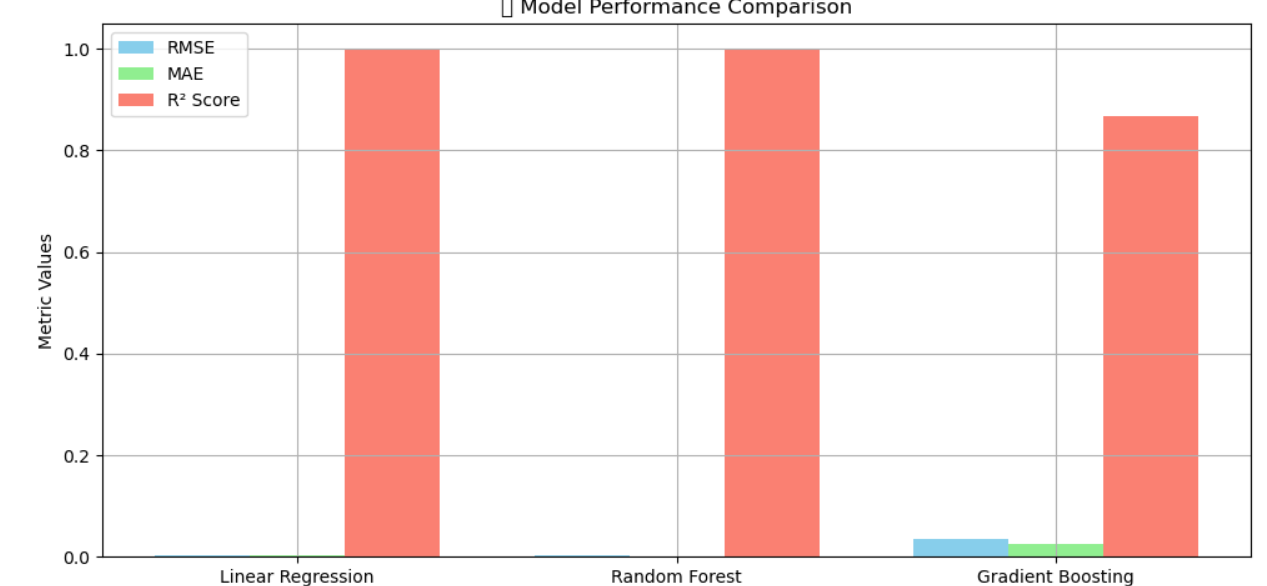 Model Performance Comparison
RMSE
MAE
R² Score
1.0
0.8
0.6
0.4
0.2
0.0
Metric Values
Linear Regression
Random Forest
Gradient Boosting